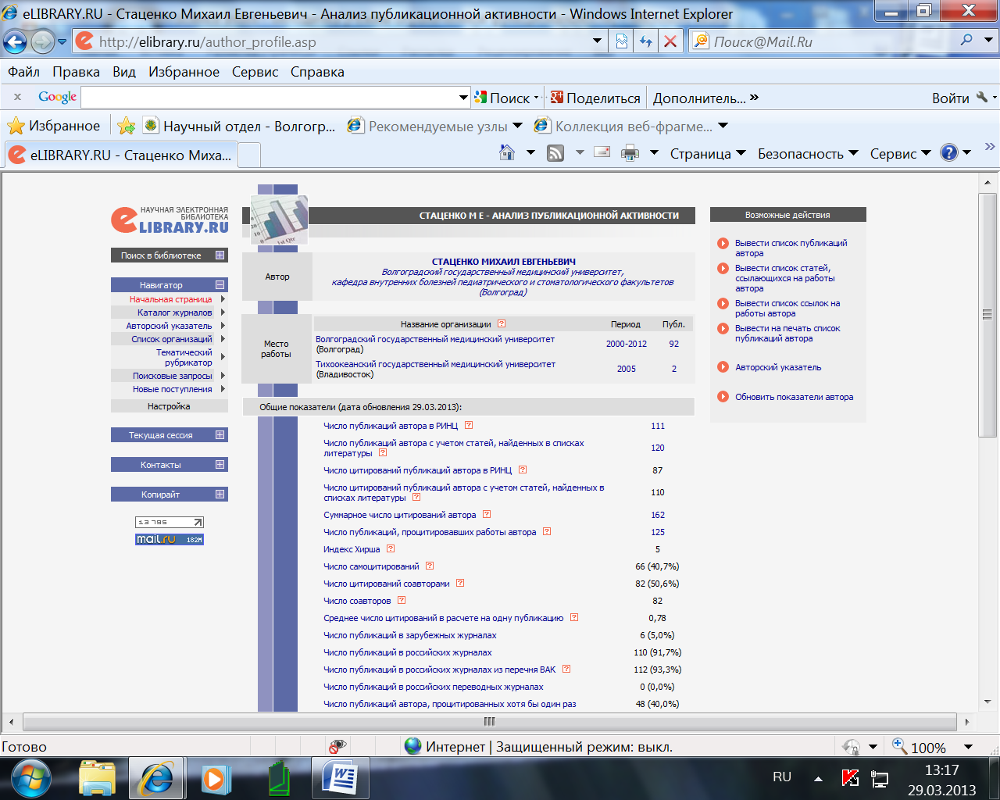 eLIBRARY.RU - Стаценко Михаил Евгеньевич - Анализ публикационной активности - Windows Internet Explorer
http://elibrary.ru/author_profile.asp
Поиск@Mail.Ru
Файл Правка Вид Избранное Сервис Справка
x Google Поиск Поделиться Дополнитель... » Войти
Избранное Научный отдел - Волгогр... Рекомендуемые узлы Коллекция веб-фрагме...
eLIBRARY.RU - Стаценко Миха... Страница Безопасность Сервис »
НАУЧНАЯ ЭЛЕКТРОННАЯ
БИБЛИОТЕКА
eLIBRARY.RU
Поиск в библиотеке
Навигатор
Начальная страница
Каталог журналов
Авторский указатель
Список организаций
Тематический
рубрикатор
Поисковые запросы
Новые поступления
Настройка
Текущая сессия
Контакты
Копирайт
13 795
mail.ru 182M
1st Qtr
СТАЦЕНКО М Е - АНАЛИЗ ПУБЛИКАЦИОННОЙ АКТИВНОСТИ
Автор
СТАЦЕНКО МИХАИЛ ЕВГЕНЬЕВИЧ
Волгоградский государственный медицинский университет,
кафедра внутренних болезней педиатрического и стоматологического факультетов
(Волгоград)
Место
работы
Название организации ? Период Публ.
Волгоградский государственный медицинский университет
(Волгоград) 2000-2012 92
Тихоокеанский государственный медицинский университет
(Владивосток) 2005 2
Общие показатели (дата обновления 29.03.2013):
Число публикаций автора в РИНЦ ? 111
Число публикаций автора с учетом статей, найденных в списках
литературы ? 120
Число цитирований публикаций автора в РИНЦ ? 87
Число цитирований публикаций автора с учетом статей, найденных в
списках литературы ? 110
Суммарное число цитирований автора ? 162
Число публикаций, процитировавших работы автора ? 125
Индекс Хирша ? 5
Число самоцитирований ? 66 (40,7%)
Число цитирований соавторами ? 82 (50,6%)
Число соавторов ? 82
Среднее число цитирований в расчете на одну публикацию ? 0,78
Число публикаций в зарубежных журналах 6 (5,0%)
Число публикаций в российских журналах 110 (91,7%)
Число публикаций в российских журналах из перечня ВАК ? 112 (93,3%)
Число публикаций в российских переводных журналах 0 (0,0%)
Число публикаций автора, процитированных хотя бы один раз 48 (40,0%)
Возможные действия
Вывести список публикаций
автора
Вывести список статей,
ссылающихся на работы
автора
Вывести список ссылок на
работы автора
Вывести на печать список
публикаций автора
Авторский указатель
Обновить показатели автора
Готово Интернет | Защищенный режим: выкл. 100%
RU 13:17
29.03.2013